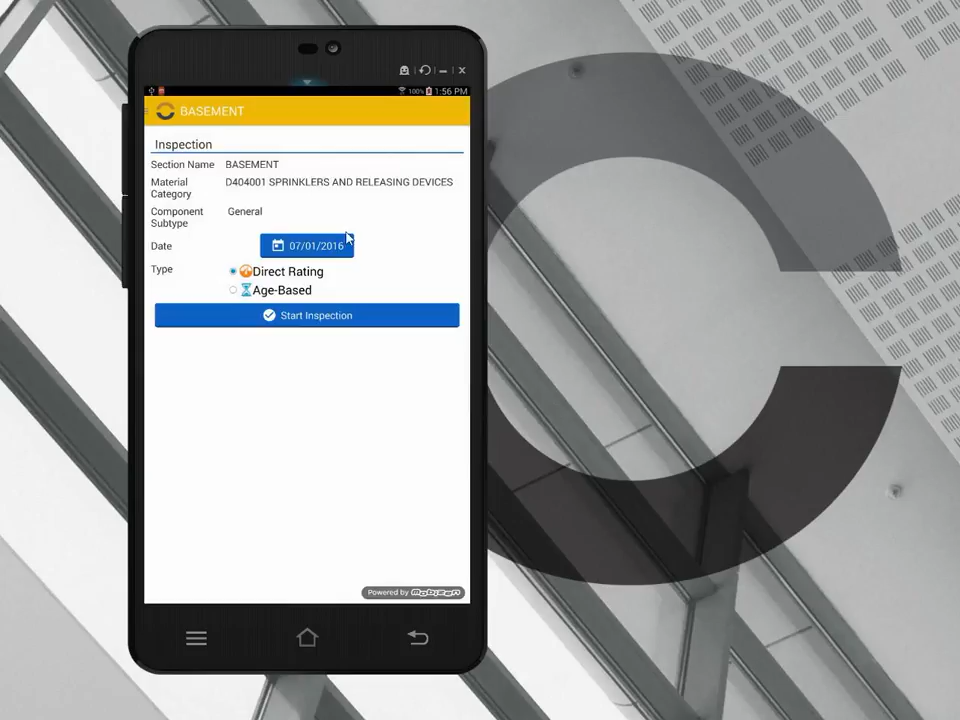 100% 1:56 PM
BASEMENT
Inspection
Section Name BASEMENT
Material Category D404001 SPRINKLERS AND RELEASING DEVICES
Component Subtype General
Date 07/01/2016
Type Direct Rating
Age-Based
Start Inspection
Powered by Mobizen